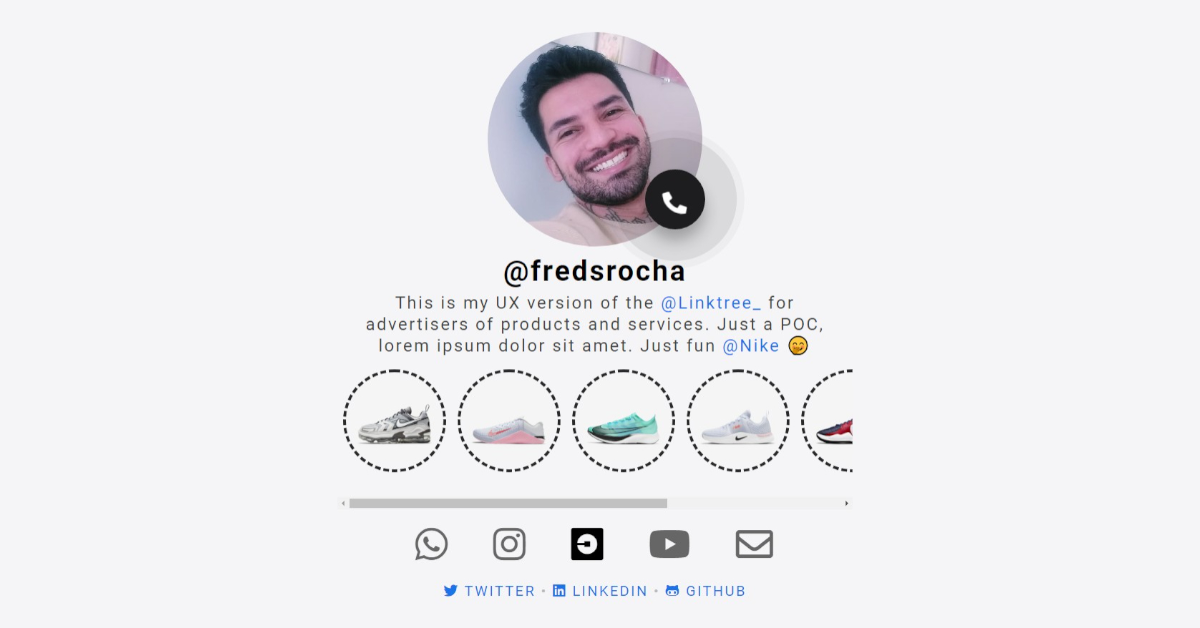 @fredsrocha
This is my UX version of the @Linktree_ for
advertisers of products and services. Just a POC,
lorem ipsum dolor sit amet. Just fun @Nike 🤭
TWITTER • LINKEDIN • GITHUB